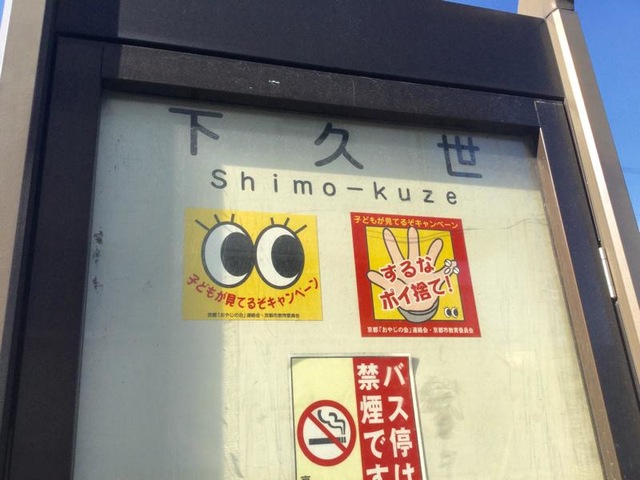 下久世
Shimo-kuze
子どもが見てるぞキャンペーン
京都「おやじの会」連絡会・京都市教育委員会
子どもが見てるぞキャンペーン
するな
ポイ捨て!
京都「おやじの会」連絡会・京都市教育委員会
バス停は
禁煙です